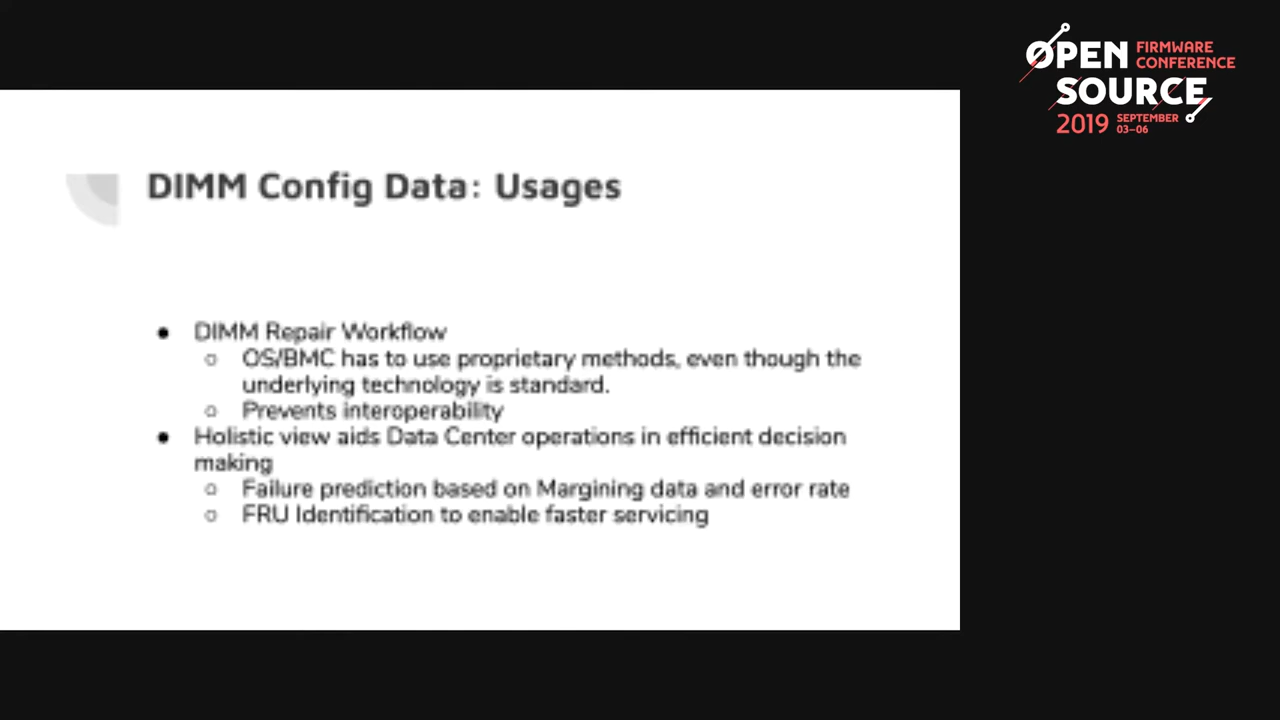 OPEN FIRMWARE
CONFERENCE
SOURCE
2019 SEPTEMBER
03–06
DIMM Config Data: Usages
● DIMM Repair Workflow
○ OS/BMC has to use proprietary methods, even though the
underlying technology is standard.
○ Prevents interoperability
● Holistic view aids Data Center operations in efficient decision
making
○ Failure prediction based on Margining data and error rate
○ FRU Identification to enable faster servicing